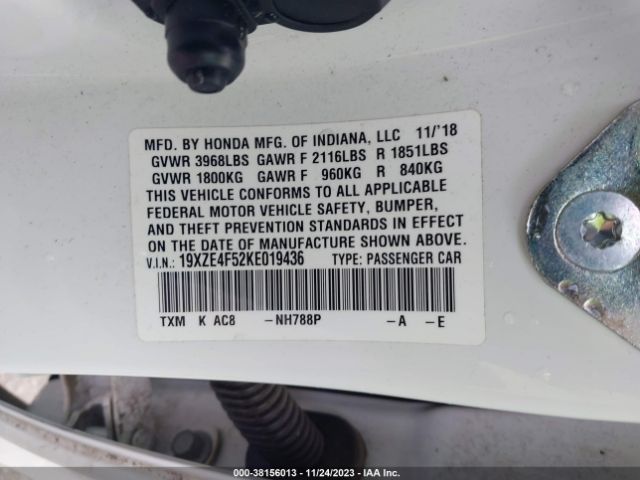 MFD. BY HONDA MFG. OF INDIANA, LLC 11/'18
GVWR 3968LBS GAWR F 2116LBS R 1851LBS
GVWR 1800KG GAWR F 960KG R 840KG
THIS VEHICLE CONFORMS TO ALL APPLICABLE
FEDERAL MOTOR VEHICLE SAFETY, BUMPER,
AND THEFT PREVENTION STANDARDS IN EFFECT
ON THE DATE OF MANUFACTURE SHOWN ABOVE.
V.I.N.: 19XZE4F52KE019436 TYPE: PASSENGER CAR
TXM K AC8 -NH788P -A -E
000-38156013 - 11/24/2023 - IAA Inc.